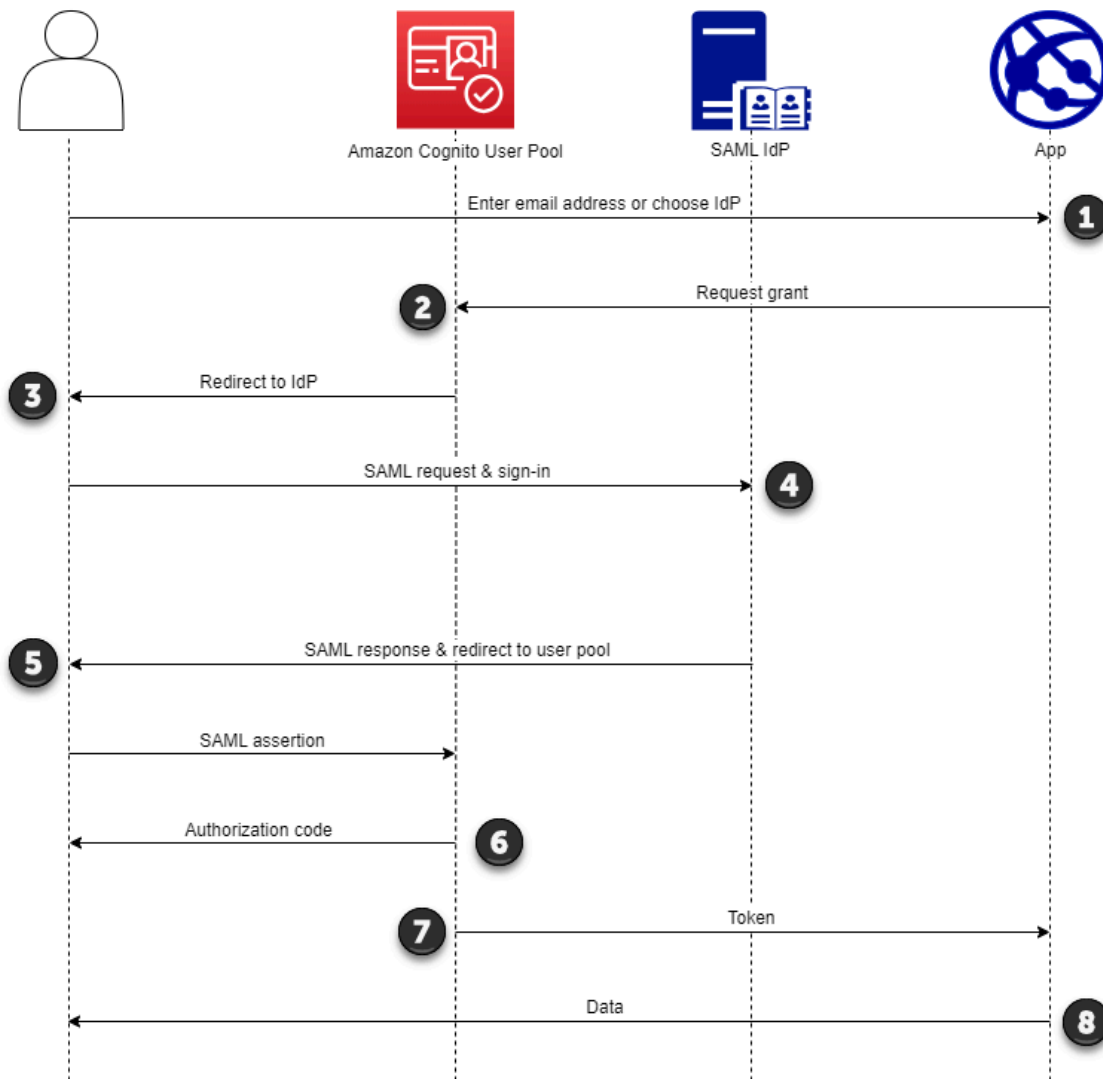 Amazon Cognito User Pool
SAML IdP
App
Enter email address or choose IdP
1
Request grant
2
Redirect to IdP
3
SAML request & sign-in
4
SAML response & redirect to user pool
5
SAML assertion
Authorization code
6
Token
7
Data
8